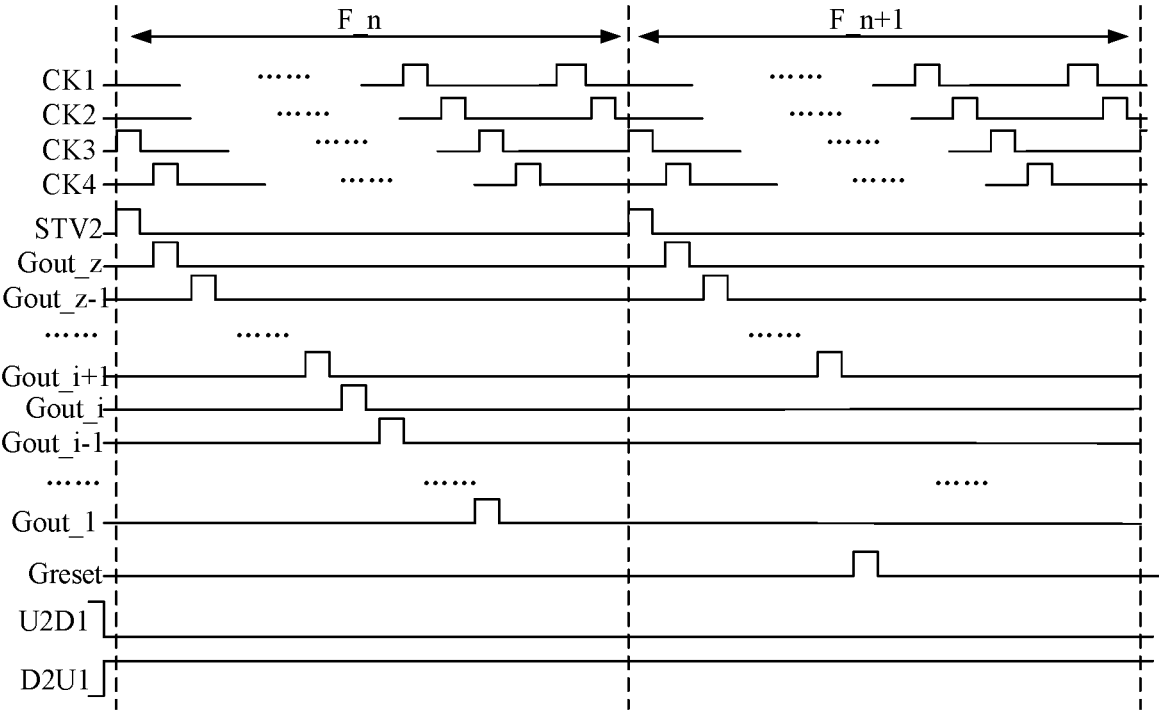 F_n F_n+1
CK1 …… ……
CK2 …… ……
CK3 …… ……
CK4 …… ……
STV2
Gout_z
Gout_z-1
…… …… ……
Gout_i+1
Gout_i
Gout_i-1
…… …… ……
Gout_1
Greset
U2D1
D2U1